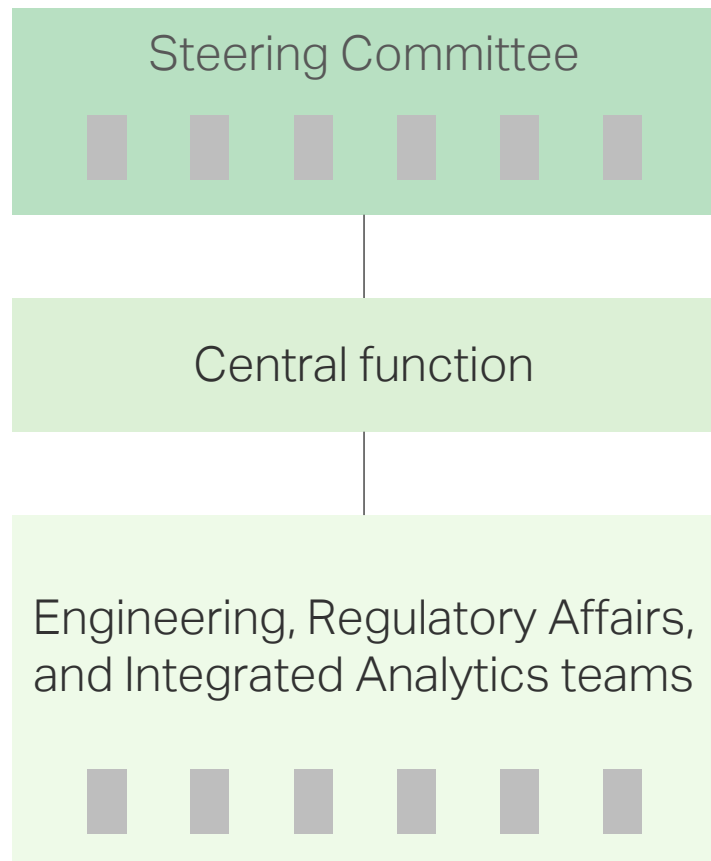 Steering Committee
Central function
Engineering, Regulatory Affairs,
and Integrated Analytics teams